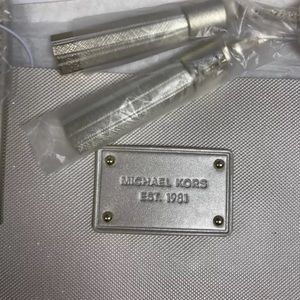 MICHAEL KORS
EST. 1981